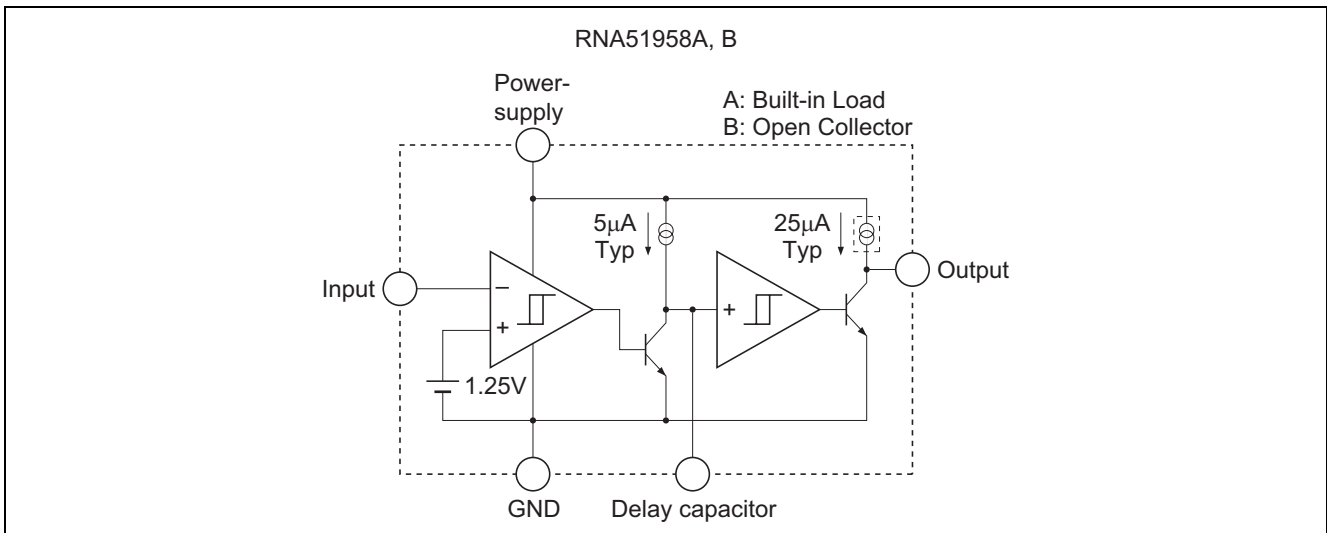 RNA51958A, B
Power-
supply
A: Built-in Load
B: Open Collector
5μA
Typ
25μA
Typ
Input
−
+
1.25V
+
Output
GND
Delay capacitor